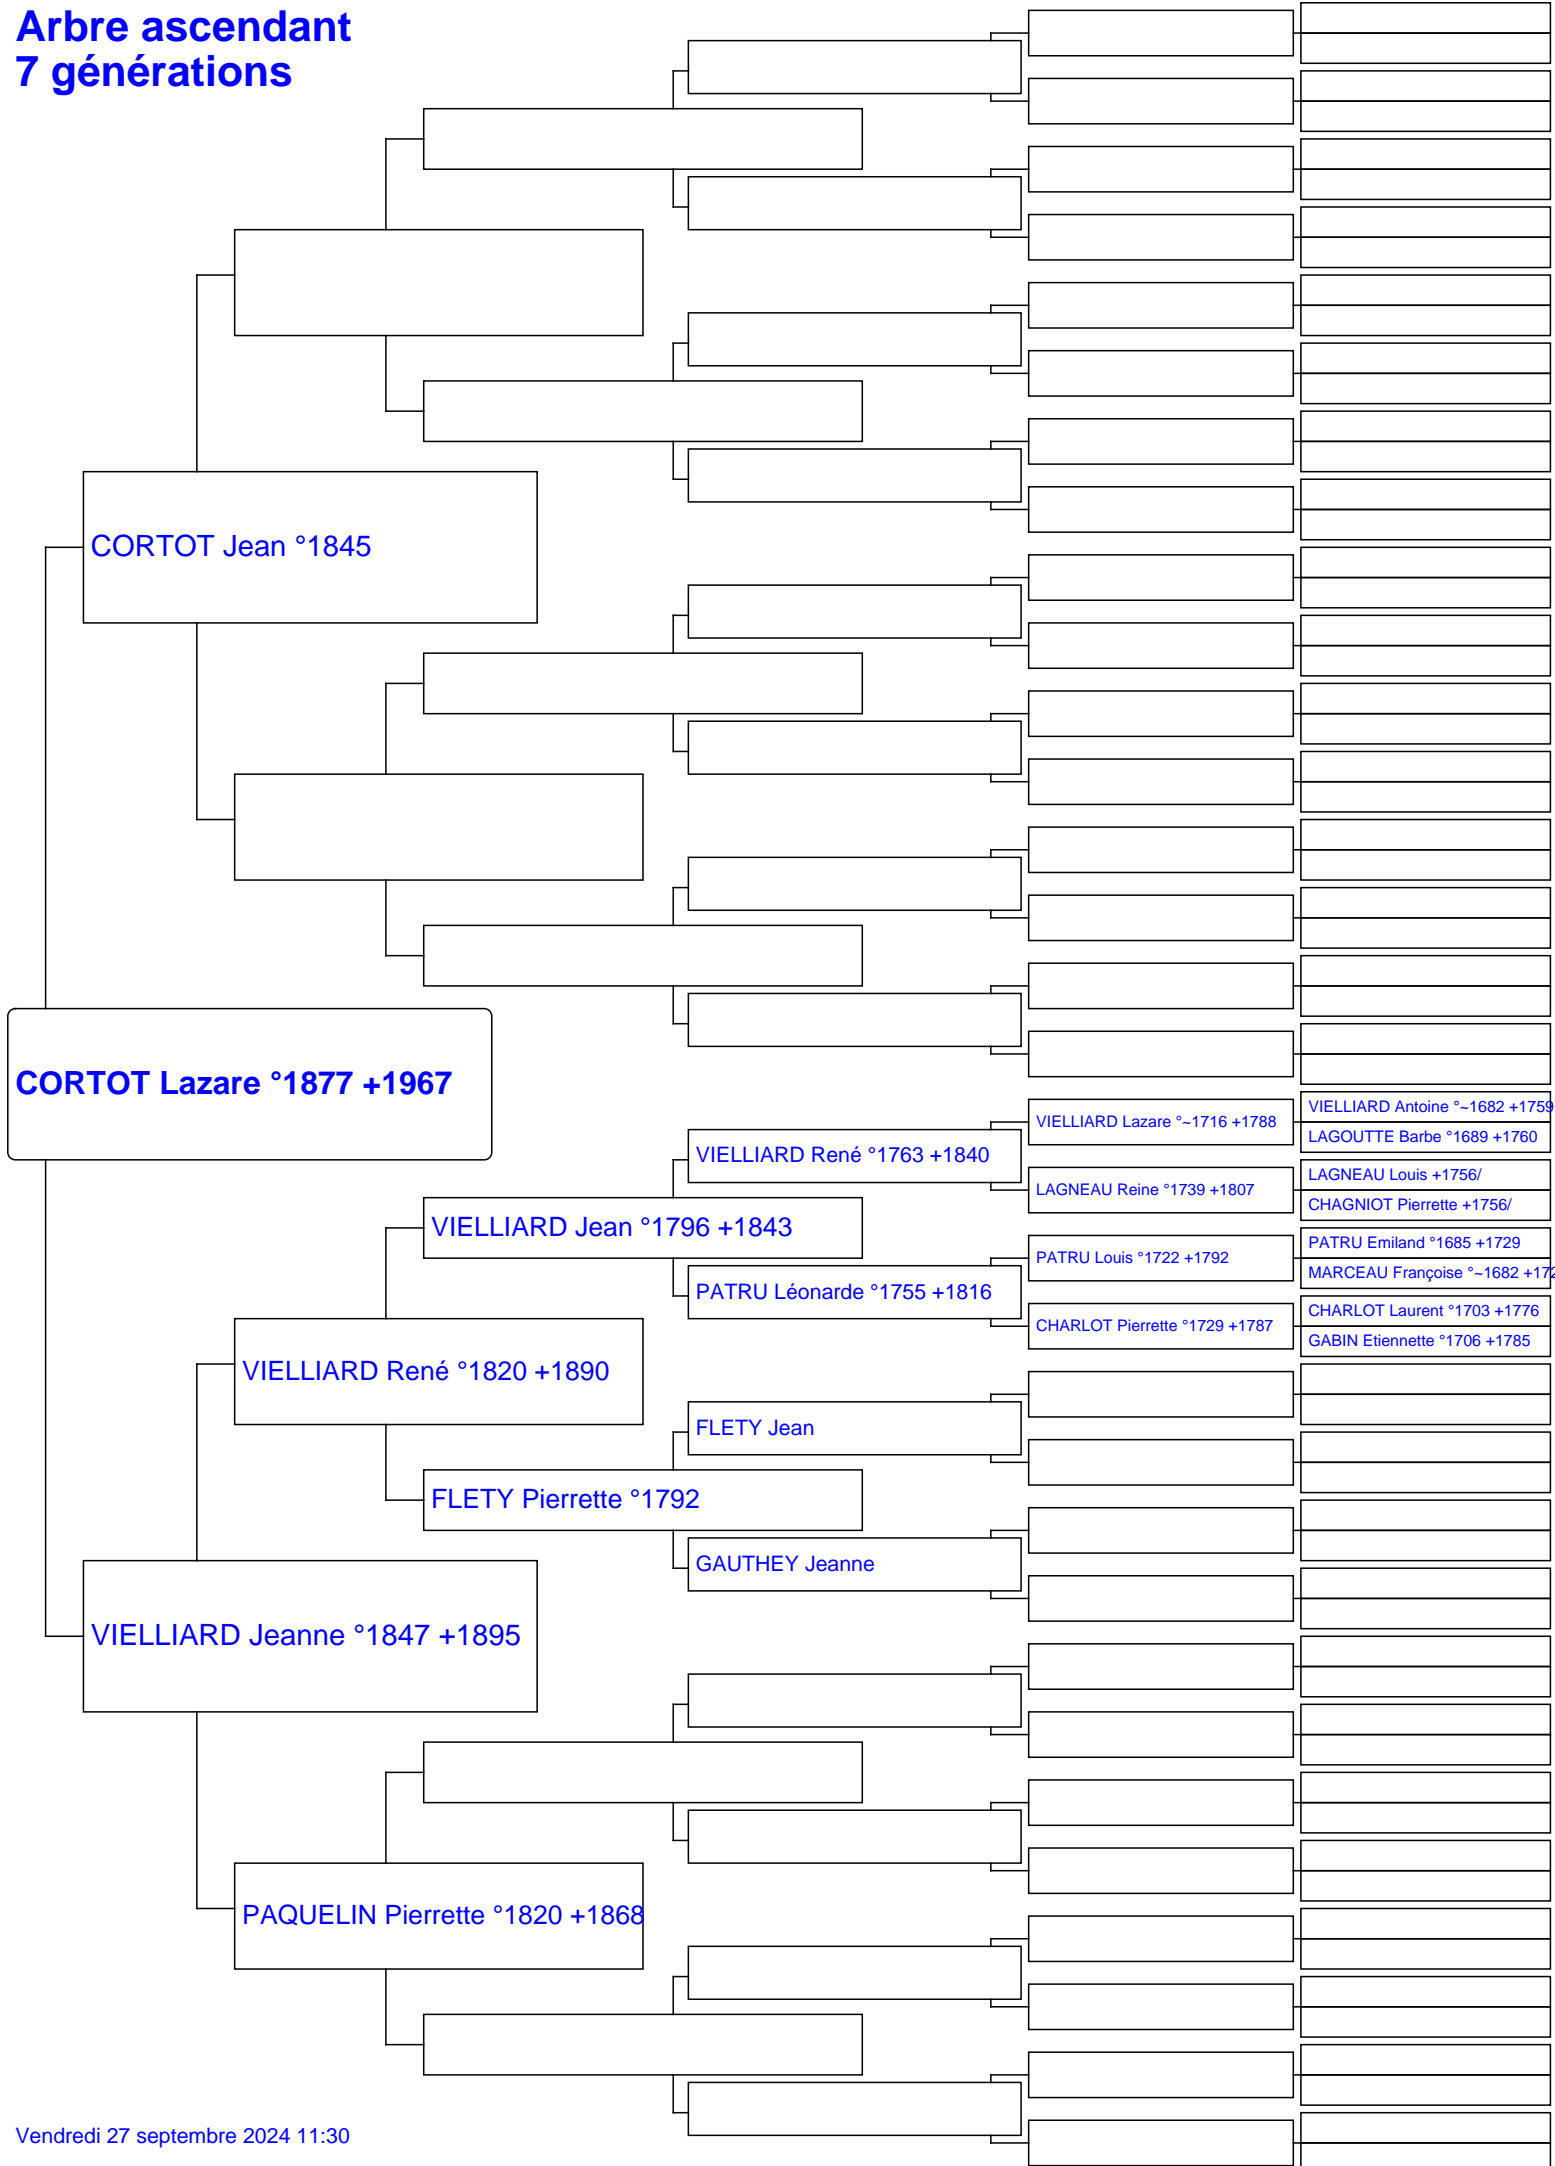 Arbre ascendant
7 générations
CORTOT Jean °1845
CORTOT Lazare °1877 +1967
VIELLIARD Antoine °~1682 +1759
VIELLIARD Lazare °~1716 +1788
LAGOUTTE Barbe °1689 +1760
VIELLIARD René °1763 +1840
LAGNEAU Louis +1756/
LAGNEAU Reine °1739 +1807
CHAGNIOT Pierrette +1756/
VIELLIARD Jean °1796 +1843
PATRU Emiland °1685 +1729
PATRU Louis °1722 +1792
MARCEAU Françoise °~1682
PATRU Léonarde °1755 +1816
CHARLOT Laurent °1703 +1776
CHARLOT Pierrette °1729 +1787
GABIN Etiennette °1706 +1785
VIELLIARD René °1820 +1890
FLETY Jean
FLETY Pierrette °1792
GAUTHEY Jeanne
VIELLIARD Jeanne °1847 +1895
PAQUELIN Pierrette °1820 +1868
Vendredi 27 septembre 2024 11:30